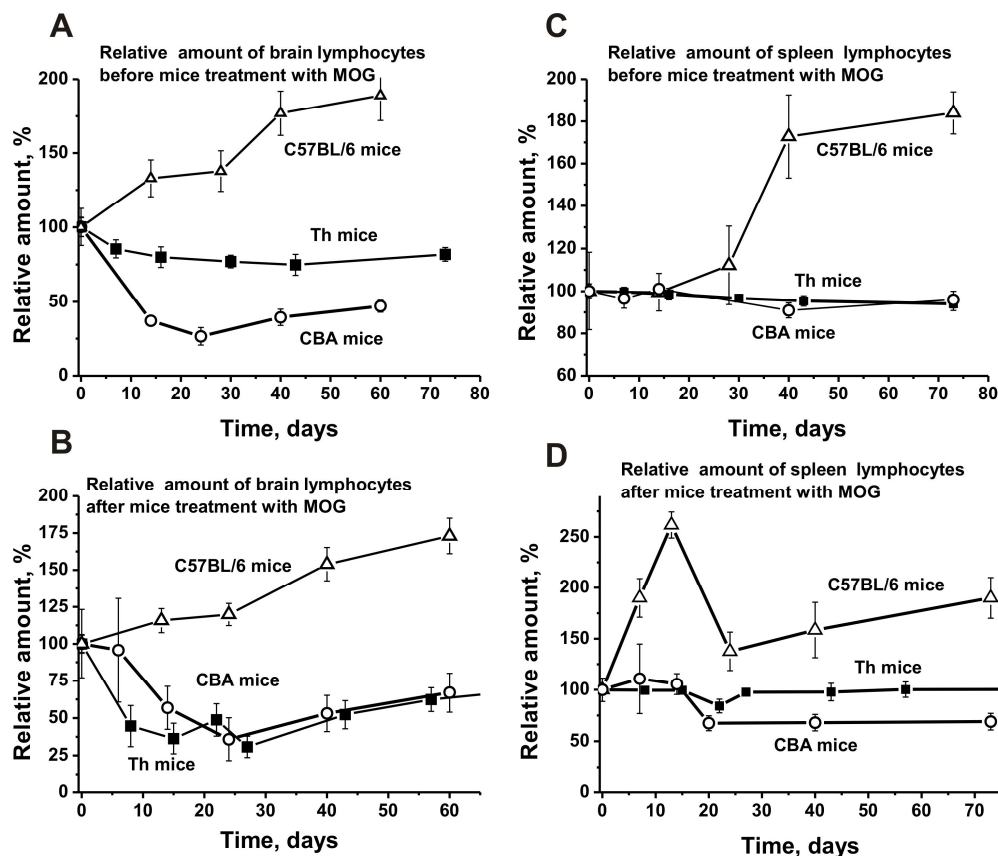 A
Relative amount of brain lymphocytes
before mice treatment with MOG
200
150
100
50
0
Relative amount, %
C57BL/6 mice
Th mice
CBA mice
0 10 20 30 40 50 60 70 80
Time, days
C
Relative amount of spleen lymphocytes
before mice treatment with MOG
200
180
160
140
120
100
80
60
Relative amount, %
C57BL/6 mice
Th mice
CBA mice
0 10 20 30 40 50 60 70 80
Time, days
B
Relative amount of brain lymphocytes
after mice treatment with MOG
200
175
150
125
100
75
50
25
0
Relative amount, %
C57BL/6 mice
CBA mice
Th mice
0 10 20 30 40 50 60
Time, days
D
Relative amount of spleen lymphocytes
after mice treatment with MOG
250
200
150
100
50
0
Relative amount, %
C57BL/6 mice
Th mice
CBA mice
0 10 20 30 40 50 60 70
Time, days